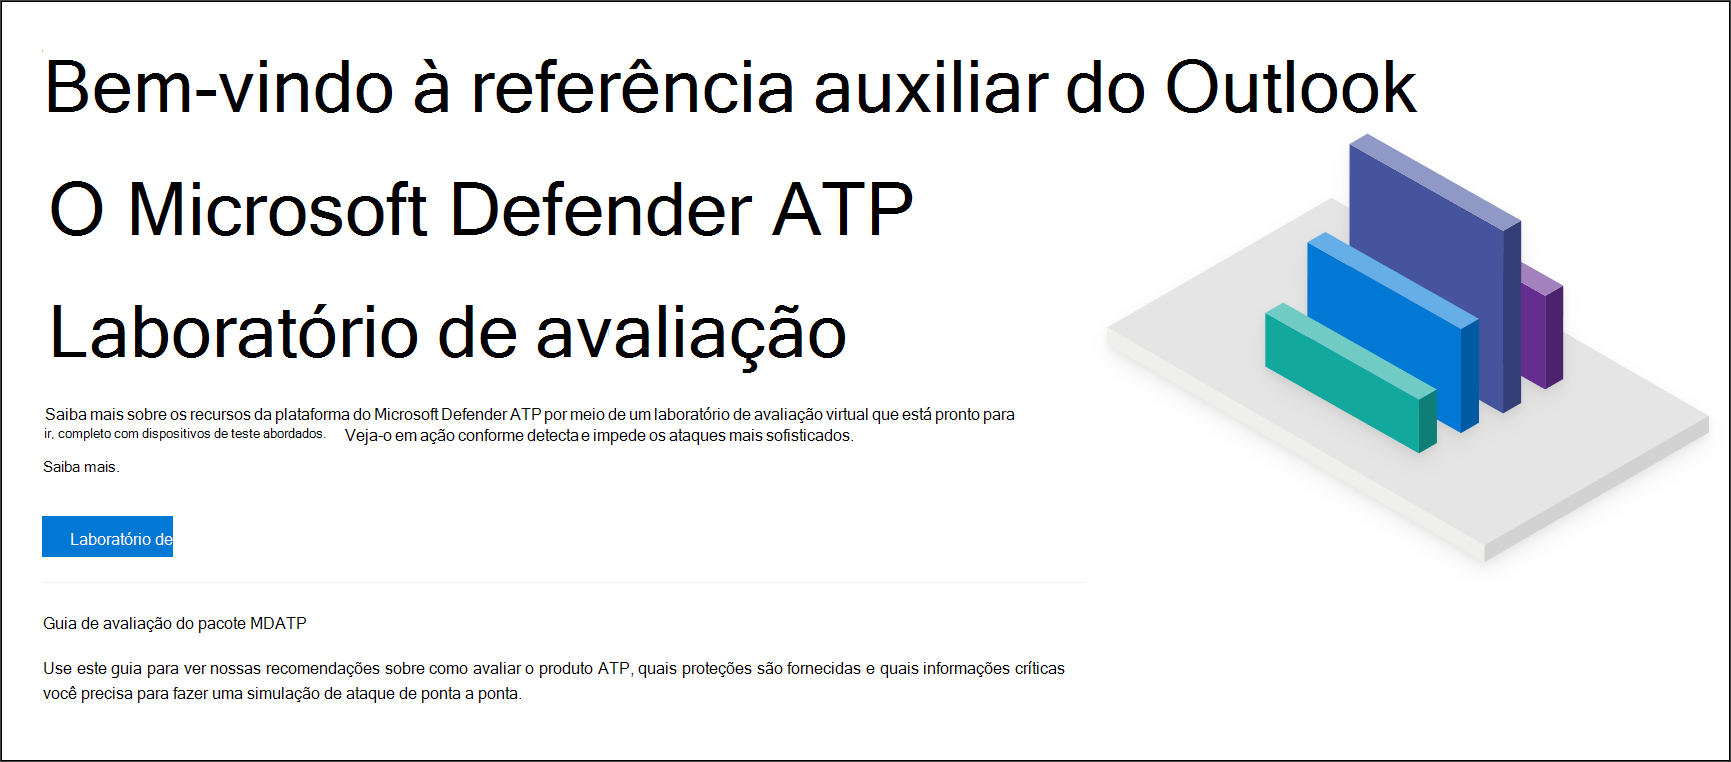 Bem-vindo à referência auxiliar do Outlook
O Microsoft Defender ATP
Laboratório de avaliação
Saiba mais sobre os recursos da plataforma do Microsoft Defender ATP por meio de um laboratório de avaliação virtual que está pronto para
ir, completo com dispositivos de teste abordados. Veja-o em ação conforme detecta e impede os ataques mais sofisticados.
Saiba mais.
Laboratório de
Guia de avaliação do pacote MDATP
Use este guia para ver nossas recomendações sobre como avaliar o produto ATP, quais proteções são fornecidas e quais informações críticas
você precisa para fazer uma simulação de ataque de ponta a ponta.